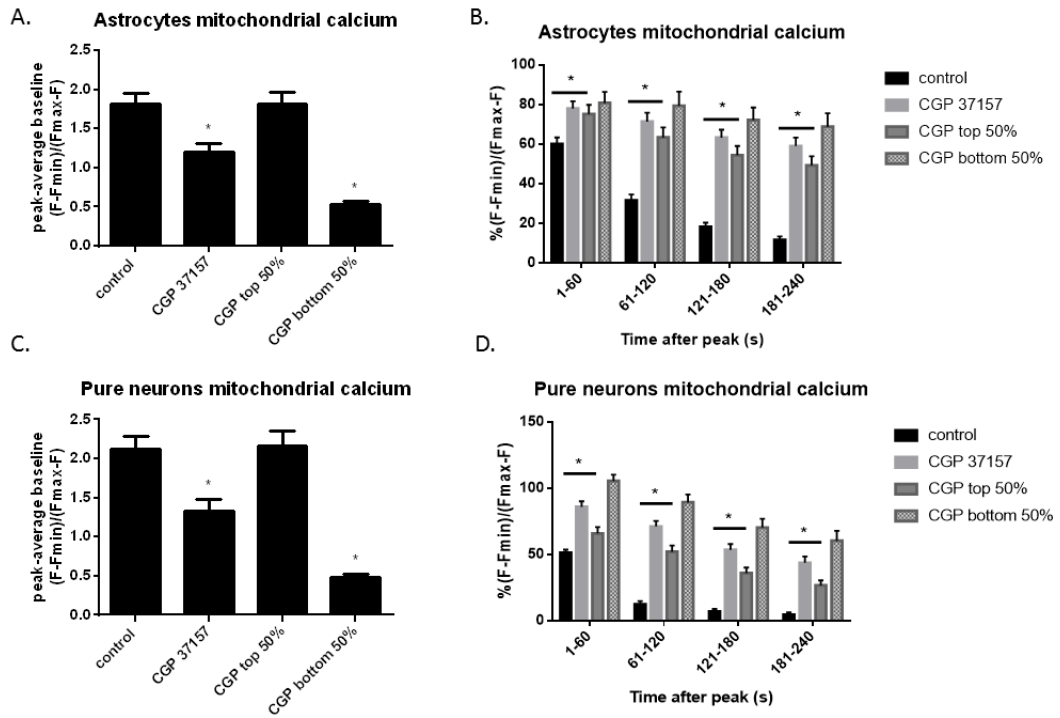 A.
Astrocytes mitochondrial calcium
peak-average baseline
(F-Fmin)/(Fmax-F)
2.5
2.0
1.5
1.0
0.5
0.0
*
*
control
CGP 37157
CGP top 50%
CGP bottom 50%
B.
Astrocytes mitochondrial calcium
%(F-Fmin)/(Fmax-F)
100
80
60
40
20
0
*
*
*
*
1-60
61-120
121-180
181-240
Time after peak (s)
control
CGP 37157
CGP top 50%
CGP bottom 50%
C.
Pure neurons mitochondrial calcium
peak-average baseline
(F-Fmin)/(Fmax-F)
2.5
2.0
1.5
1.0
0.5
0.0
*
*
control
CGP 37157
CGP top 50%
CGP bottom 50%
D.
Pure neurons mitochondrial calcium
%(F-Fmin)/(Fmax-F)
150
100
50
0
*
*
*
*
1-60
61-120
121-180
181-240
Time after peak (s)
control
CGP 37157
CGP top 50%
CGP bottom 50%